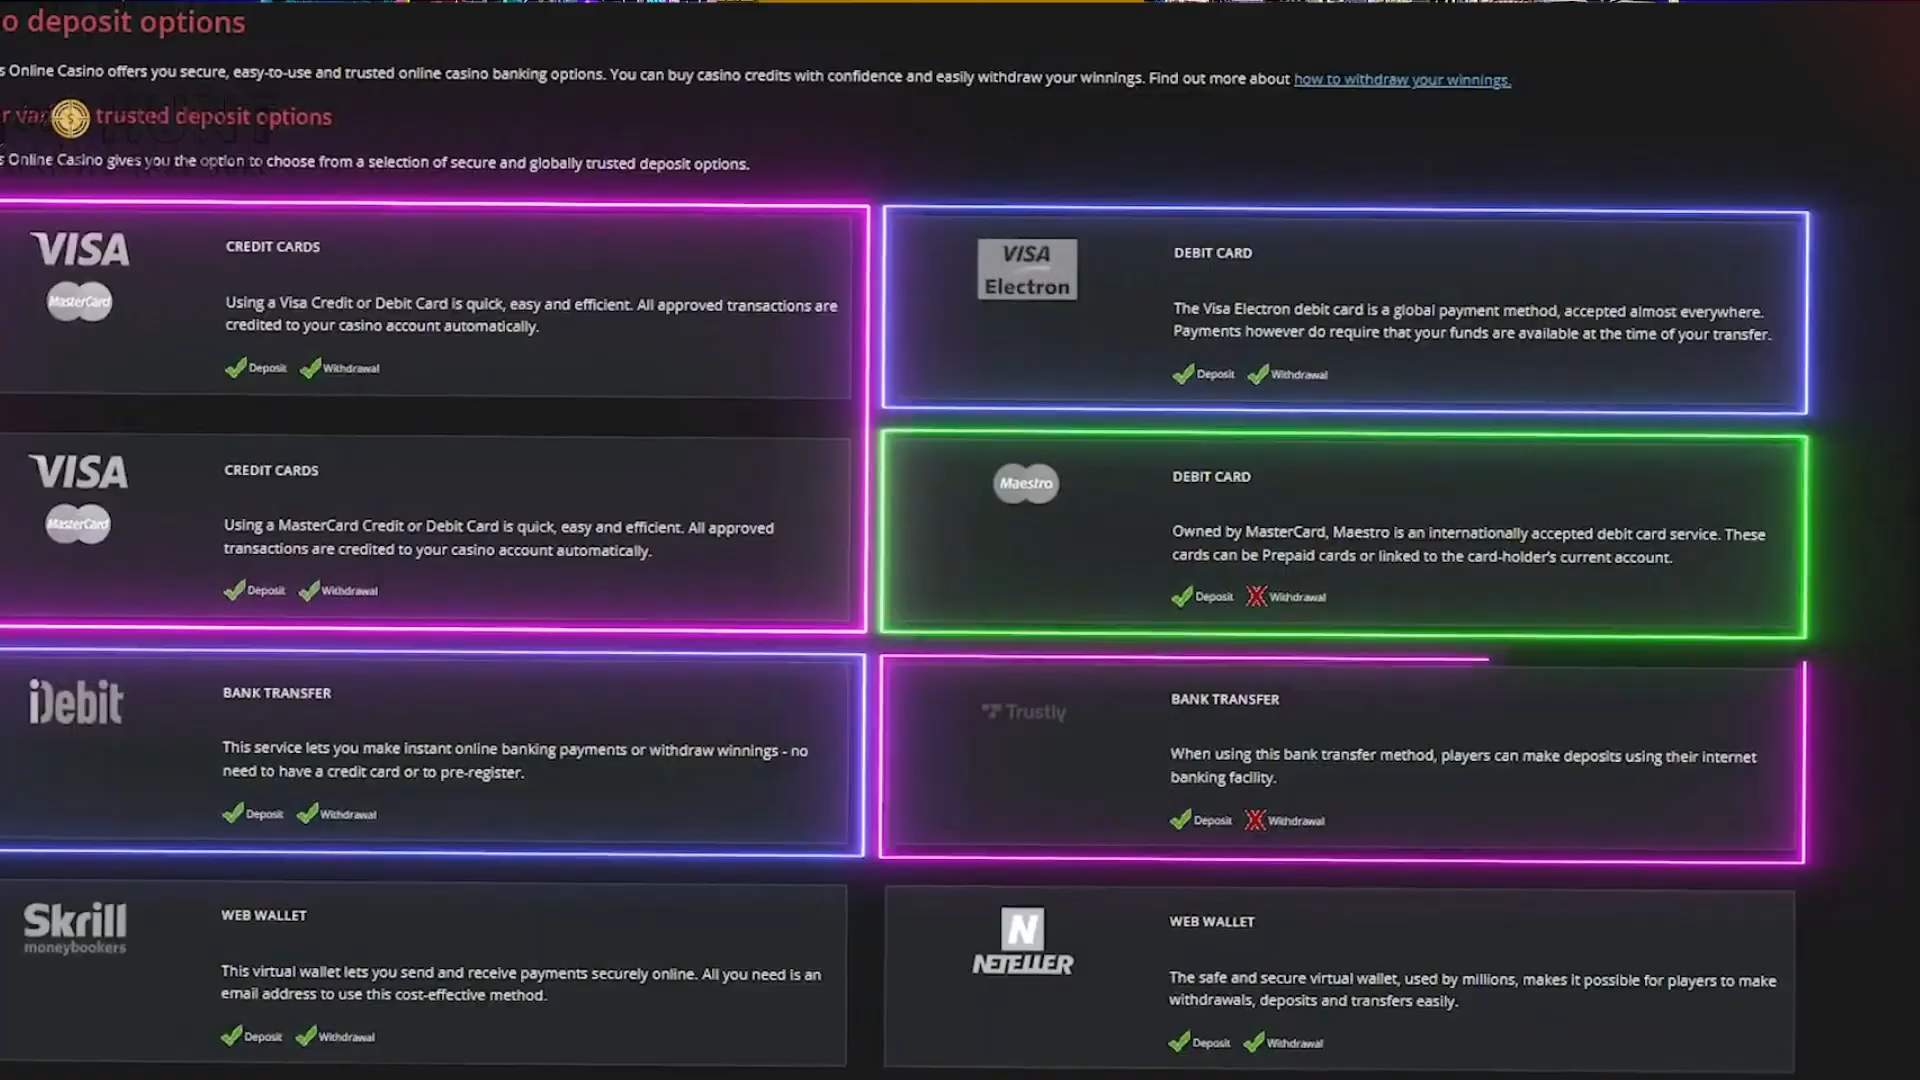 o deposit options
s Online Casino offers you secure, easy-to-use and trusted online casino banking options. You can buy casino credits with confidence and easily withdraw your winnings. Find out more about how to withdraw your winnings.
r var trusted deposit options
s Online Casino gives you the option to choose from a selection of secure and globally trusted deposit options.
VISA
MasterCard
CREDIT CARDS
Using a Visa Credit or Debit Card is quick, easy and efficient. All approved transactions are
credited to your casino account automatically.
Deposit Withdrawal
VISA
Electron
DEBIT CARD
The Visa Electron debit card is a global payment method, accepted almost everywhere.
Payments however do require that your funds are available at the time of your transfer.
Deposit Withdrawal
VISA
MasterCard
CREDIT CARDS
Using a MasterCard Credit or Debit Card is quick, easy and efficient. All approved
transactions are credited to your casino account automatically.
Deposit Withdrawal
Maestro
DEBIT CARD
Owned by MasterCard, Maestro is an internationally accepted debit card service. These
cards can be Prepaid cards or linked to the card-holder's current account.
Deposit Withdrawal
iDebit
BANK TRANSFER
This service lets you make instant online banking payments or withdraw winnings - no
need to have a credit card or to pre-register.
Deposit Withdrawal
Trustly
BANK TRANSFER
When using this bank transfer method, players can make deposits using their internet
banking facility.
Deposit Withdrawal
Skrill
moneybookers
WEB WALLET
This virtual wallet lets you send and receive payments securely online. All you need is an
email address to use this cost-effective method.
Deposit Withdrawal
N
NETELLER
WEB WALLET
The safe and secure virtual wallet, used by millions, makes it possible for players to make
withdrawals, deposits and transfers easily.
Deposit Withdrawal